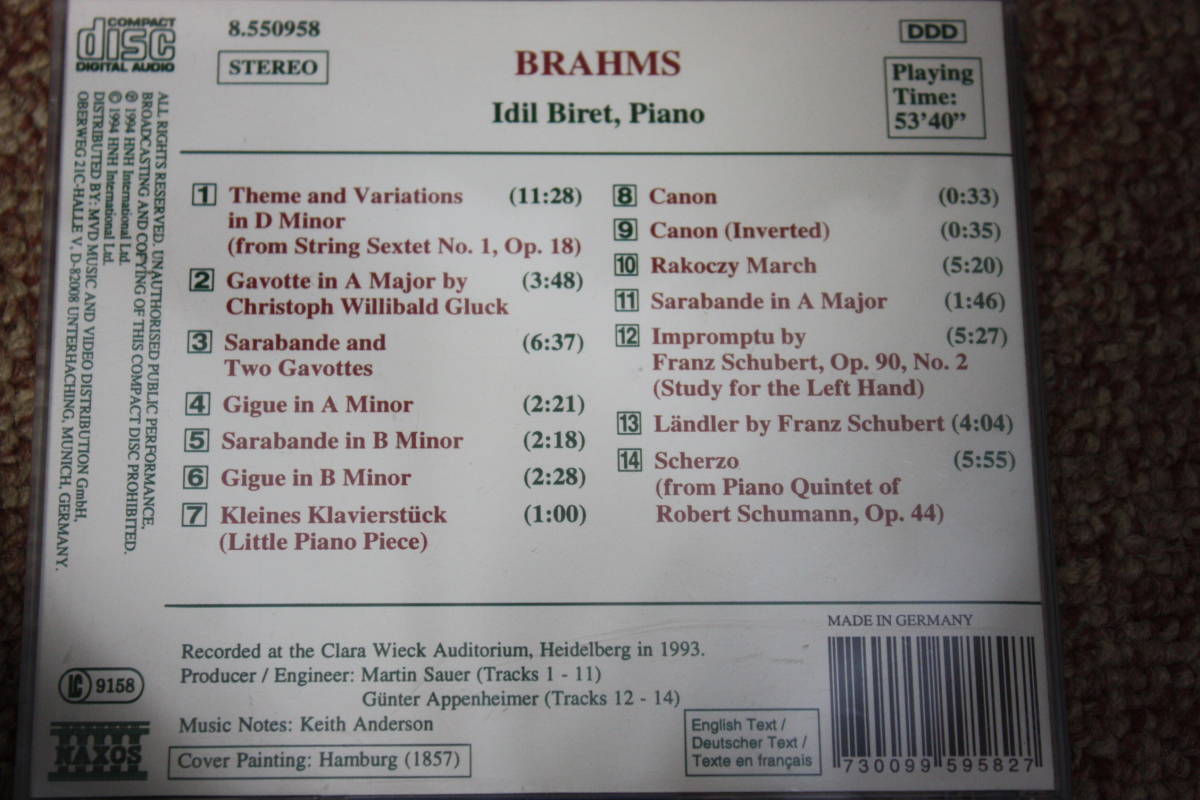 COMPACT
disc
DIGITAL AUDIO
8.550958
STEREO
BRAHMS
Idil Biret, Piano
DDD
Playing
Time:
53'40"
ALL RIGHTS RESERVED. UNAUTHORISED PUBLIC PERFORMANCE,
BROADCASTING AND COPYING OF THIS COMPACT DISC PROHIBITED.
℗ 1994 HNH International Ltd.
© 1994 HNH International Ltd.
DISTRIBUTED BY: MVD MUSIC AND VIDEO DISTRIBUTION GmbH,
OBERWEG 21C-HALLE V. D-82008 UNTERHACHING, MUNICH, GERMANY.
1 Theme and Variations (11:28)
in D Minor
(from String Sextet No. 1, Op. 18)
2 Gavotte in A Major by (3:48)
Christoph Willibald Gluck
3 Sarabande and (6:37)
Two Gavottes
4 Gigue in A Minor (2:21)
5 Sarabande in B Minor (2:18)
6 Gigue in B Minor (2:28)
7 Kleines Klavierstück (1:00)
(Little Piano Piece)
8 Canon (0:33)
9 Canon (Inverted) (0:35)
10 Rakoczy March (5:20)
11 Sarabande in A Major (1:46)
12 Impromptu by (5:27)
Franz Schubert, Op. 90, No. 2
(Study for the Left Hand)
13 Ländler by Franz Schubert (4:04)
14 Scherzo (5:55)
(from Piano Quintet of
Robert Schumann, Op. 44)
Recorded at the Clara Wieck Auditorium, Heidelberg in 1993.
Producer / Engineer: Martin Sauer (Tracks 1 - 11)
Günter Appenheimer (Tracks 12 - 14)
Music Notes: Keith Anderson
Cover Painting: Hamburg (1857)
LC 9158
NAXOS
English Text /
Deutscher Text /
Texte en français
MADE IN GERMANY
730099 595827